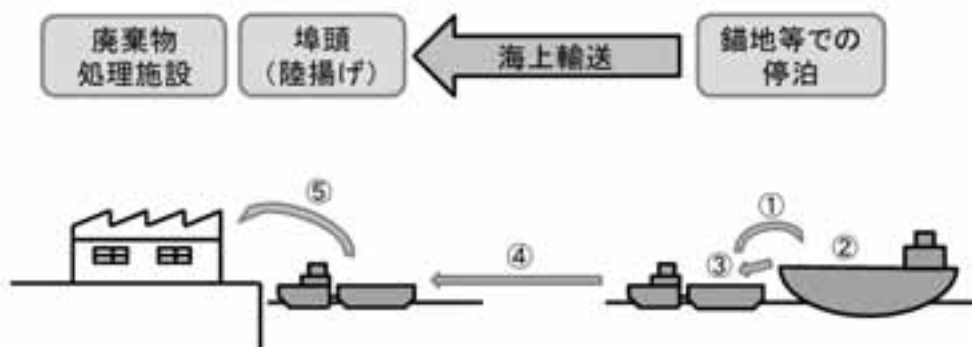 廃棄物
処理施設
埠頭
(陸揚げ)
海上輸送
錨地等での
停泊
⑤
①
②
③
④